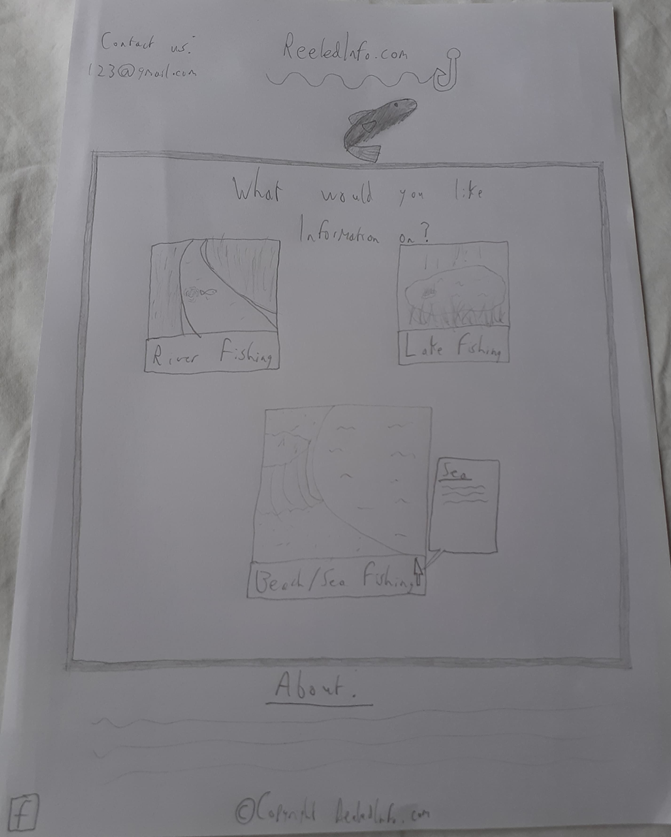 Contact us:
123@gmail.com
ReeledInfo.com
What would you like
Information on?
River Fishing
Lake Fishing
Sea
Beach/Sea Fishing
About.
f
©Copyright ReeledInfo.com